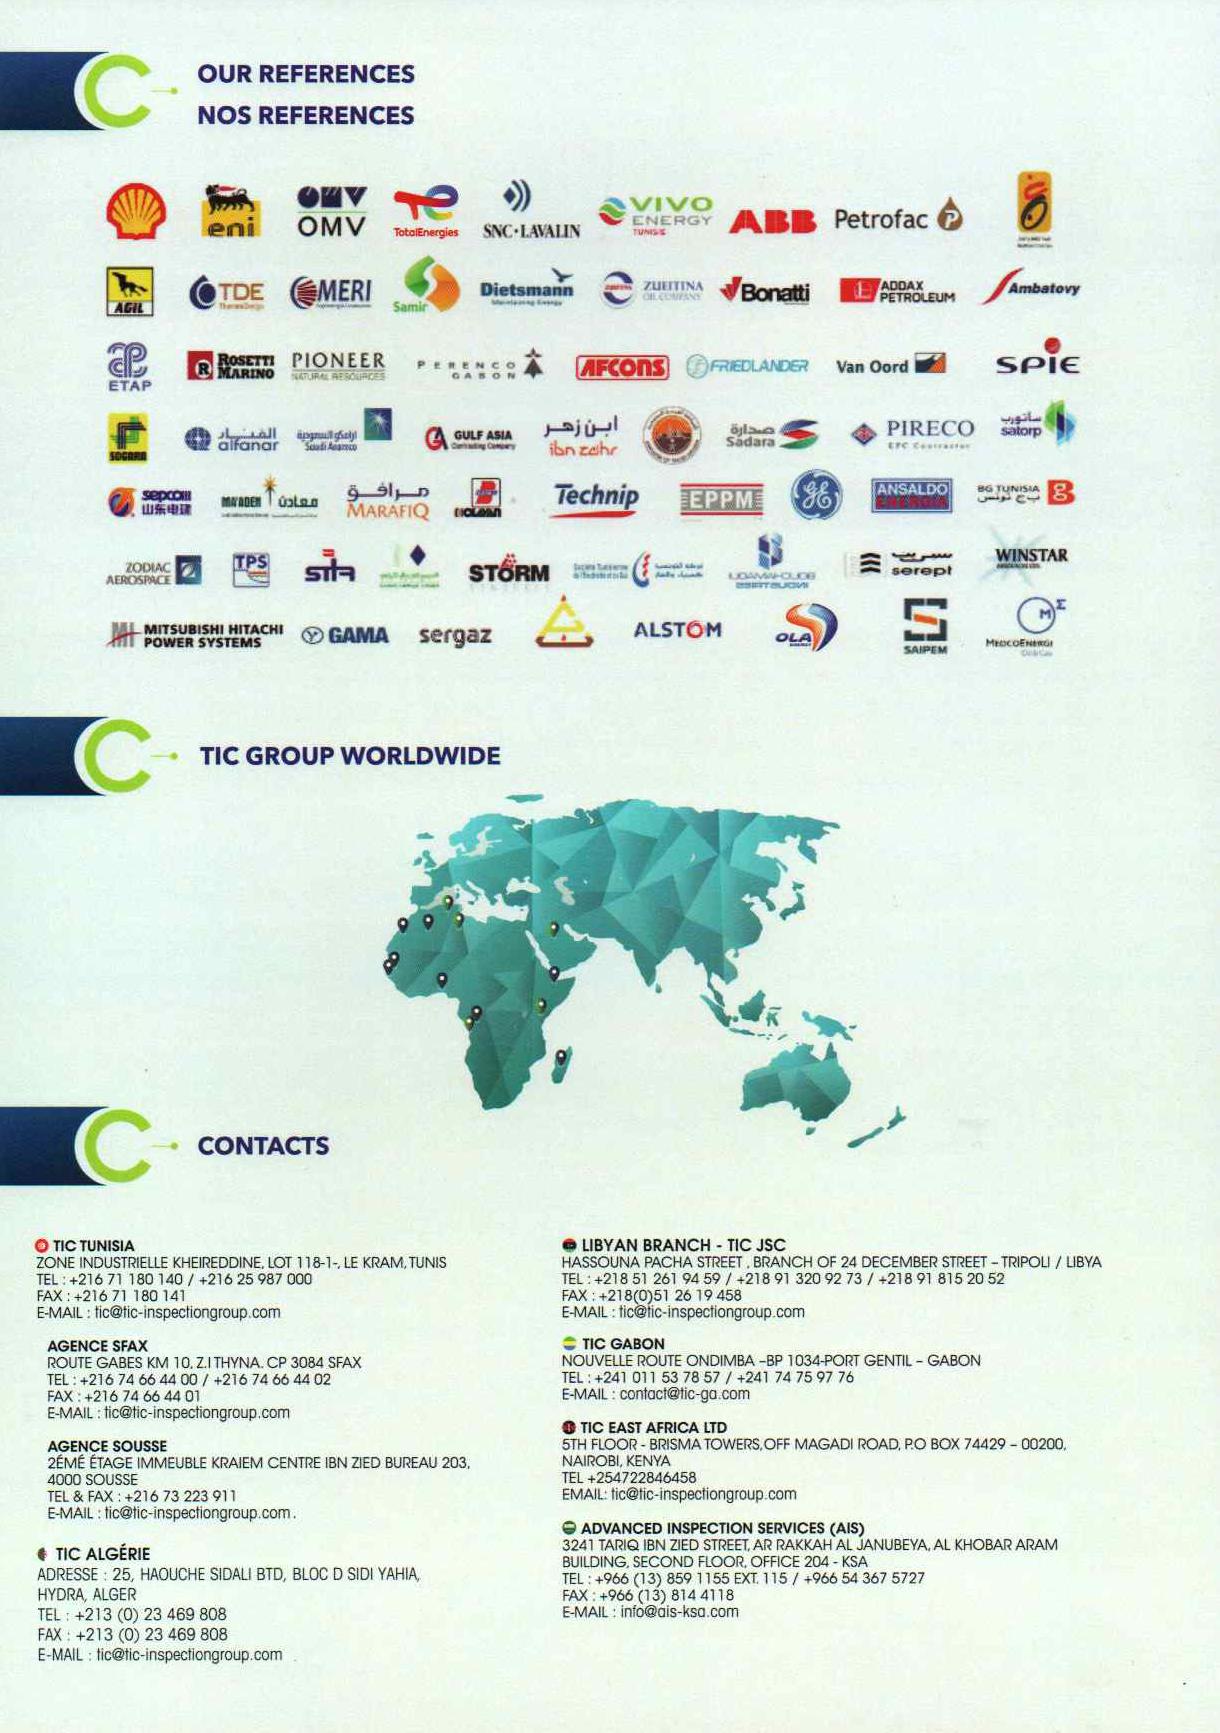 OUR REFERENCES
NOS REFERENCES
eni
OMV
TotalEnergies
SNC·LAVALIN
VIVO
ENERGY
TUNISIE
ABB
Petrofac
AGIL
TDE
MERI
Samir
Dietsmann
Maintaining Energy
ZUEITINA
OIL COMPANY
Bonatti
ADDAX
PETROLEUM
Ambatovy
ETAP
ROSETTI
MARINO
PIONEER
NATURAL RESOURCES
PERENCO
GABON
AFCONS
FRIEDLANDER
Van Oord
SPIE
SOGARA
الفنار
alfanar
أرامكو السعودية
Saudi Aramco
GULF ASIA
Contracting Company
ابن زهر
ibn zahr
صدارة
Sadara
PIRECO
EPC Contractor
ساتورب
satorp
sepcoIII
山东电建
MA'ADEN معادن
مرافق
MARAFIQ
Technip
EPPM
GE
ANSALDO
ENERGIA
BG TUNISIA
ب ج تونس
ZODIAC
AEROSPACE
TPS
STORM
serept
WINSTAR
MITSUBISHI HITACHI
POWER SYSTEMS
GAMA
sergaz
ALSTOM
OLA
ENERGY
SAIPEM
MEDCOENERGI
TIC GROUP WORLDWIDE
CONTACTS
TIC TUNISIA
ZONE INDUSTRIELLE KHEIREDDINE, LOT 118-1-, LE KRAM, TUNIS
TEL : +216 71 180 140 / +216 25 987 000
FAX : +216 71 180 141
E-MAIL : tic@tic-inspectiongroup.com
AGENCE SFAX
ROUTE GABES KM 10, Z.I THYNA. CP 3084 SFAX
TEL : +216 74 66 44 00 / +216 74 66 44 02
FAX : +216 74 66 44 01
E-MAIL : tic@tic-inspectiongroup.com
AGENCE SOUSSE
2ÉMÉ ÉTAGE IMMEUBLE KRAIEM CENTRE IBN ZIED BUREAU 203,
4000 SOUSSE
TEL & FAX : +216 73 223 911
E-MAIL : tic@tic-inspectiongroup.com.
TIC ALGÉRIE
ADRESSE : 25, HAOUCHE SIDALI BTD, BLOC D SIDI YAHIA,
HYDRA, ALGER
TEL : +213 (0) 23 469 808
FAX : +213 (0) 23 469 808
E-MAIL : tic@tic-inspectiongroup.com
LIBYAN BRANCH - TIC JSC
HASSOUNA PACHA STREET , BRANCH OF 24 DECEMBER STREET – TRIPOLI / LIBYA
TEL : +218 51 261 94 59 / +218 91 320 92 73 / +218 91 815 20 52
FAX : +218(0)51 26 19 458
E-MAIL : tic@tic-inspectiongroup.com
TIC GABON
NOUVELLE ROUTE ONDIMBA –BP 1034-PORT GENTIL – GABON
TEL : +241 011 53 78 57 / +241 74 75 97 76
E-MAIL : contact@tic-ga.com
TIC EAST AFRICA LTD
5TH FLOOR - BRISMA TOWERS, OFF MAGADI ROAD, P.O BOX 74429 – 00200,
NAIROBI, KENYA
TEL +254722846458
EMAIL: tic@tic-inspectiongroup.com
ADVANCED INSPECTION SERVICES (AIS)
3241 TARIQ IBN ZIED STREET, AR RAKKAH AL JANUBEYA, AL KHOBAR ARAM
BUILDING, SECOND FLOOR, OFFICE 204 - KSA
TEL : +966 (13) 859 1155 EXT. 115 / +966 54 367 5727
FAX : +966 (13) 814 4118
E-MAIL : info@ais-ksa.com